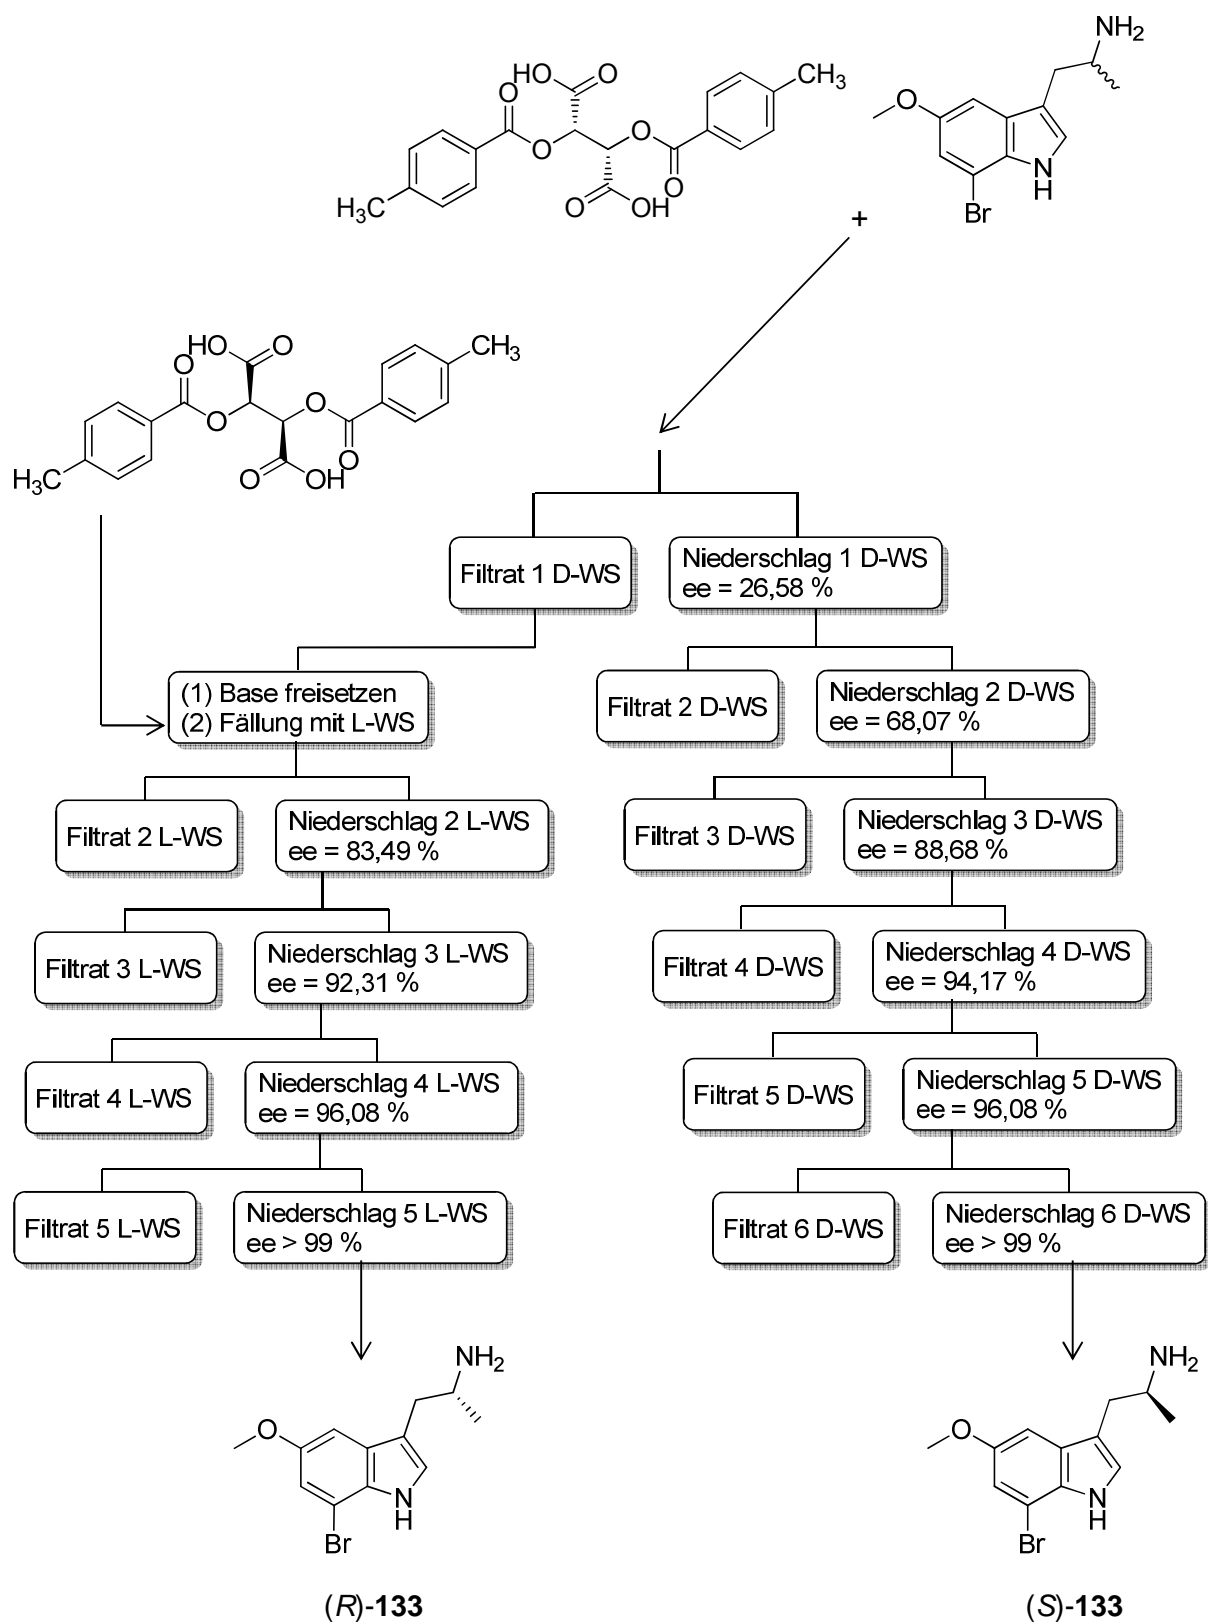 NH2
HO
O
O
CH3
O
O
O
O
O
OH
H3C
O
N
H
Br
+
HO
O
O
CH3
O
O
O
O
OH
H3C
Filtrat 1 D-WS
Niederschlag 1 D-WS
ee = 26,58 %
(1) Base freisetzen
(2) Fällung mit L-WS
Filtrat 2 D-WS
Niederschlag 2 D-WS
ee = 68,07 %
Filtrat 2 L-WS
Niederschlag 2 L-WS
ee = 83,49 %
Filtrat 3 D-WS
Niederschlag 3 D-WS
ee = 88,68 %
Filtrat 3 L-WS
Niederschlag 3 L-WS
ee = 92,31 %
Filtrat 4 D-WS
Niederschlag 4 D-WS
ee = 94,17 %
Filtrat 4 L-WS
Niederschlag 4 L-WS
ee = 96,08 %
Filtrat 5 D-WS
Niederschlag 5 D-WS
ee = 96,08 %
Filtrat 5 L-WS
Niederschlag 5 L-WS
ee > 99 %
Filtrat 6 D-WS
Niederschlag 6 D-WS
ee > 99 %
NH2
O
N
H
Br
(R)-133
NH2
O
N
H
Br
(S)-133